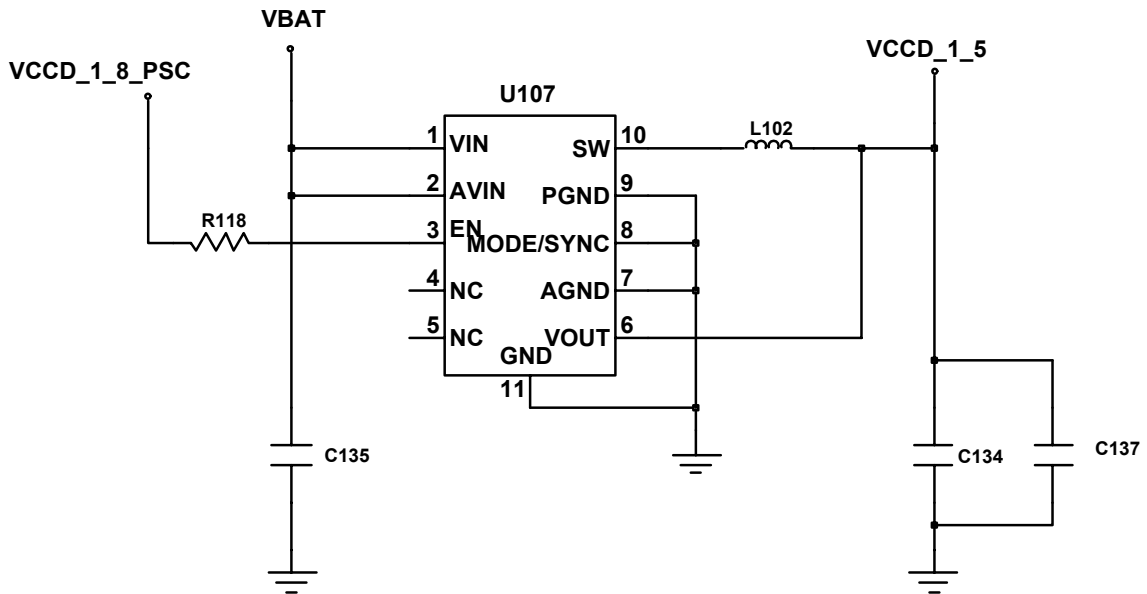 VBAT
VCCD_1_8_PSC
VCCD_1_5
U107
L102
1 VIN SW 10
2 AVIN PGND 9
R118
3 EN MODE/SYNC 8
4 NC AGND 7
5 NC VOUT 6
GND
11
C135
C134
C137